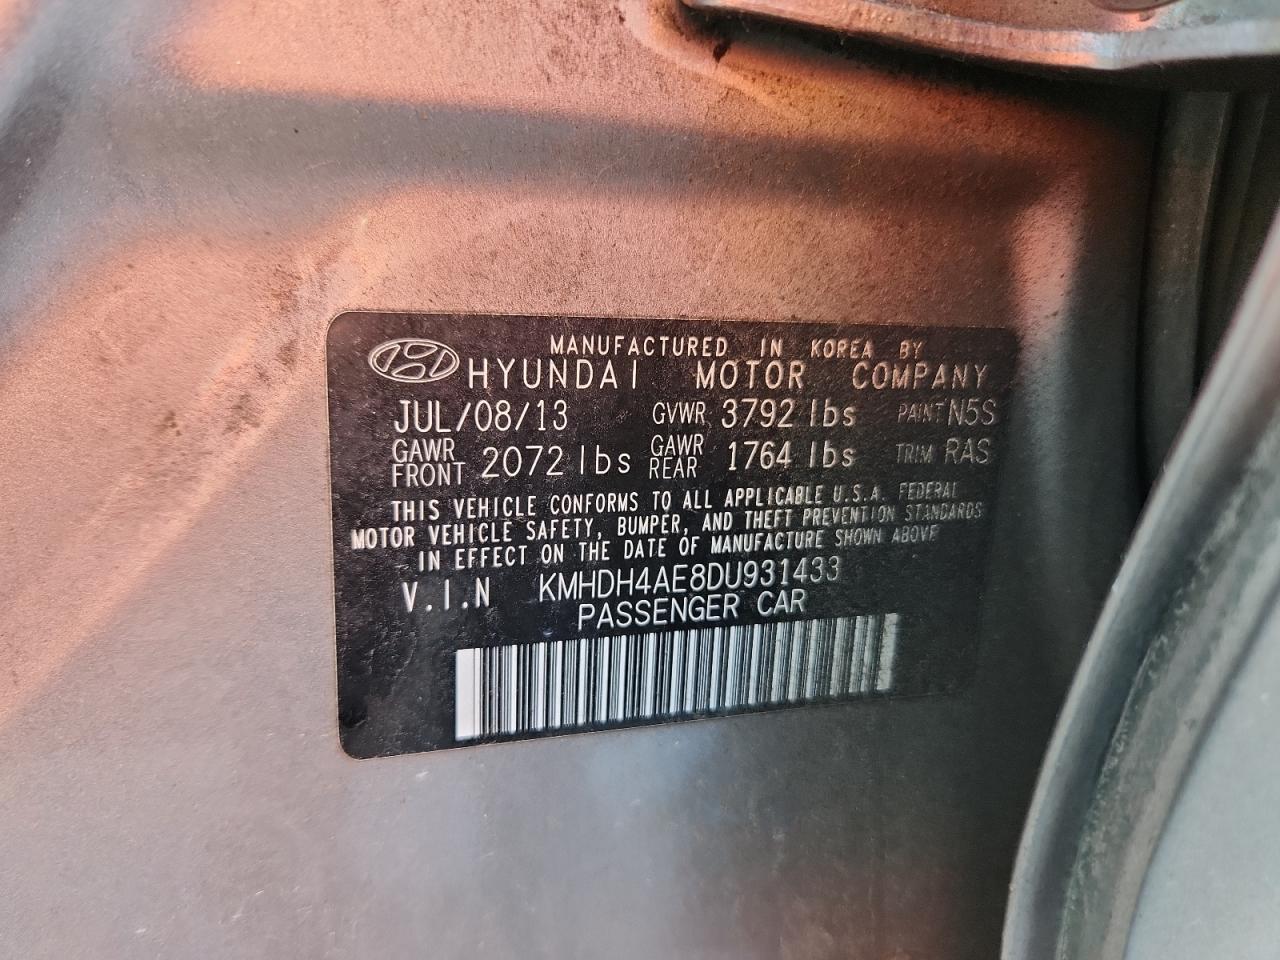 MANUFACTURED IN KOREA BY
HYUNDAI MOTOR COMPANY
JUL/08/13 GVWR 3792 lbs PAINT N5S
GAWR FRONT 2072 lbs GAWR REAR 1764 lbs TRIM RAS
THIS VEHICLE CONFORMS TO ALL APPLICABLE U.S.A. FEDERAL
MOTOR VEHICLE SAFETY, BUMPER, AND THEFT PREVENTION STANDARDS
IN EFFECT ON THE DATE OF MANUFACTURE SHOWN ABOVE
V.I.N KMHDH4AE8DU931433
PASSENGER CAR